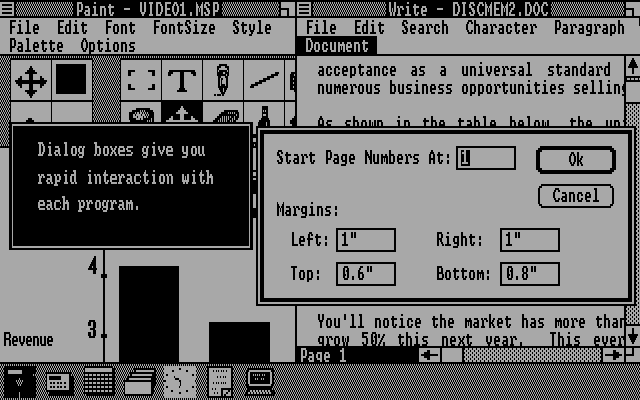 Paint - VIDEO1.MSP
File Edit Font FontSize Style
Palette Options
Write - DISCMEM2.DOC
File Edit Search Character Paragraph
Document
acceptance as a universal standard
numerous business opportunities selling
As shown in the table below, the
Dialog boxes give you
rapid interaction with
each program.
Start Page Numbers At: 1
Ok
Cancel
Margins:
Left: 1" Right: 1"
Top: 0.6" Bottom: 0.8"
4
Revenue
3
You'll notice the market has more than
grow 50% this next year. This ever
Page 1